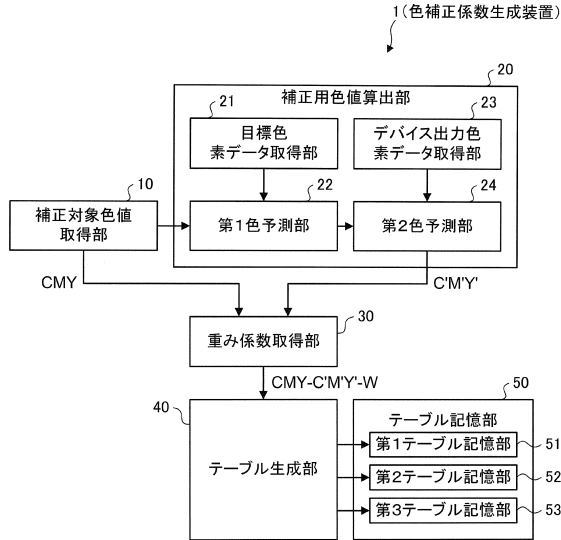 1(色補正係数生成装置)
20
補正用色値算出部
21
目標色
素データ取得部
23
デバイス出力色
素データ取得部
10
補正対象色値
取得部
22
第1色予測部
24
第2色予測部
CMY
C'M'Y'
30
重み係数取得部
CMY-C'M'Y'-W
40
テーブル生成部
50
テーブル記憶部
第1テーブル記憶部
51
第2テーブル記憶部
52
第3テーブル記憶部
53